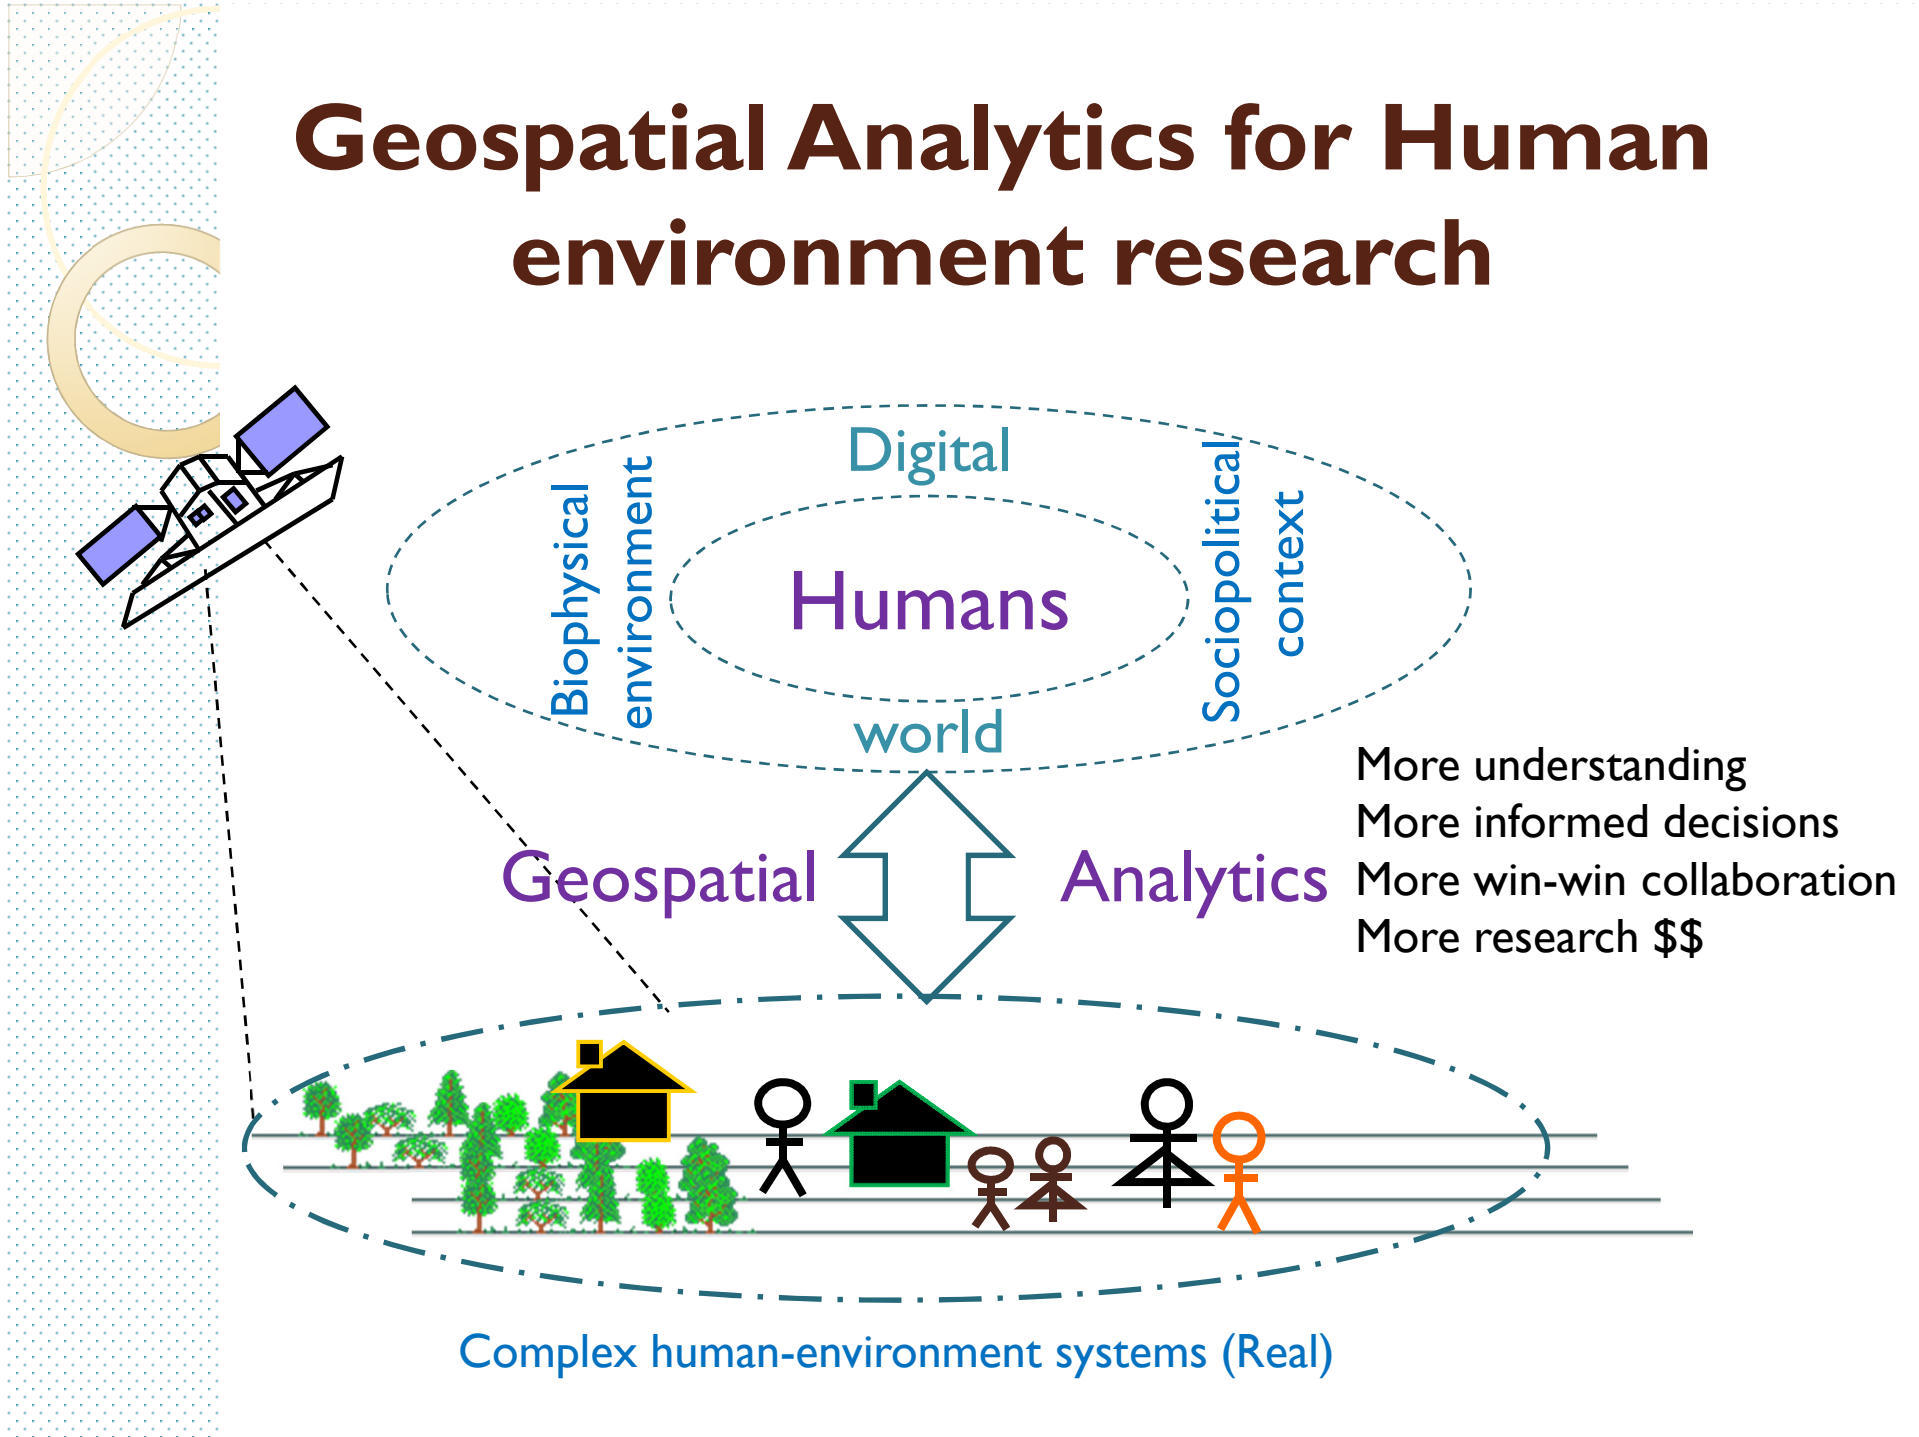 Geospatial Analytics for Human
environment research
Digital
Biophysical
environment
Humans
Sociopolitical
context
world
Geospatial
Analytics
More understanding
More informed decisions
More win-win collaboration
More research $$
Complex human-environment systems (Real)